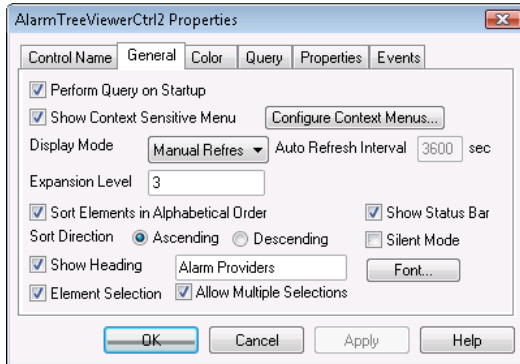 AlarmTreeViewerCtrl2 Properties
Control Name General Color Query Properties Events
Perform Query on Startup
Show Context Sensitive Menu Configure Context Menus...
Display Mode Manual Refres Auto Refresh Interval 3600 sec
Expansion Level 3
Sort Elements in Alphabetical Order Show Status Bar
Sort Direction Ascending Descending Silent Mode
Show Heading Alarm Providers Font...
Element Selection Allow Multiple Selections
OK Cancel Apply Help